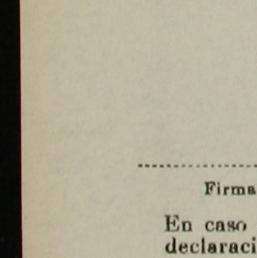 Firma
En caso
declaraci